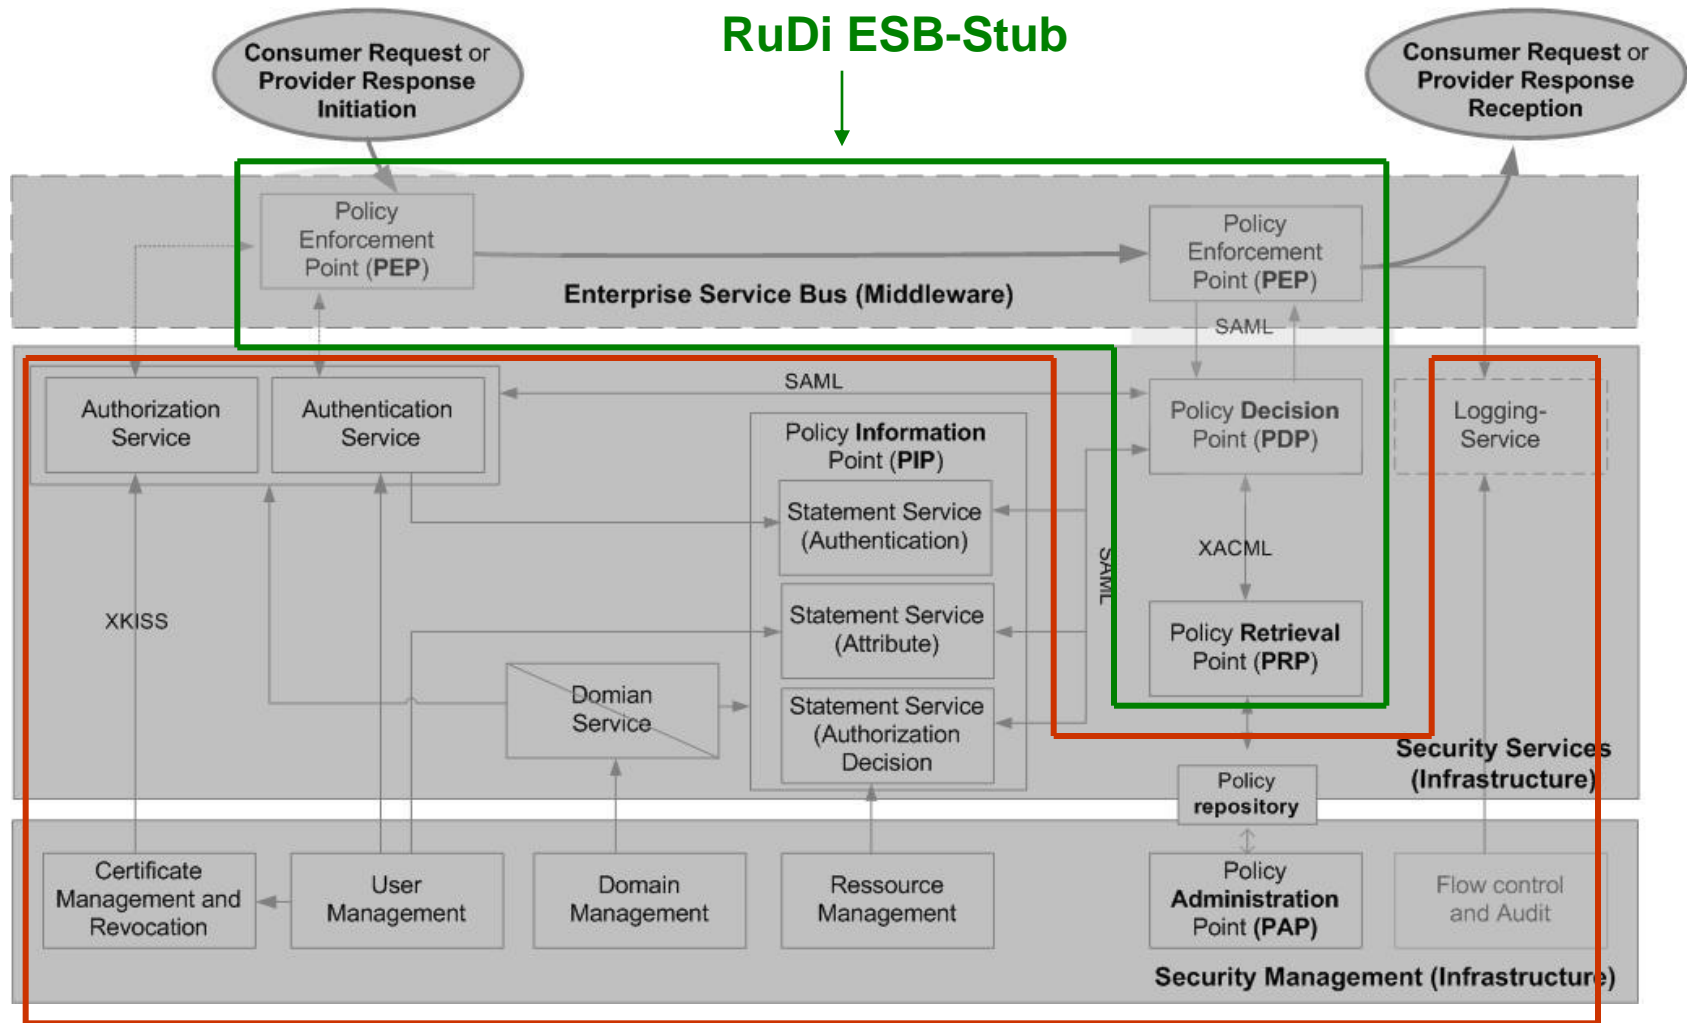 RuDi ESB-Stub
Consumer Request or
Provider Response
Initiation
Consumer Request or
Provider Response
Reception
Policy
Enforcement
Point (PEP)
Policy
Enforcement
Point (PEP)
Enterprise Service Bus (Middleware)
SAML
Authorization
Service
Authentication
Service
SAML
Policy Decision
Point (PDP)
Logging-
Service
Policy Information
Point (PIP)
Statement Service
(Authentication)
SAML
XACML
Statement Service
(Attribute)
XKISS
Policy Retrieval
Point (PRP)
Domian
Service
Statement Service
(Authorization
Decision
Security Services
(Infrastructure)
Policy
repository
Certificate
Management and
Revocation
User
Management
Domain
Management
Ressource
Management
Policy
Administration
Point (PAP)
Flow control
and Audit
Security Management (Infrastructure)